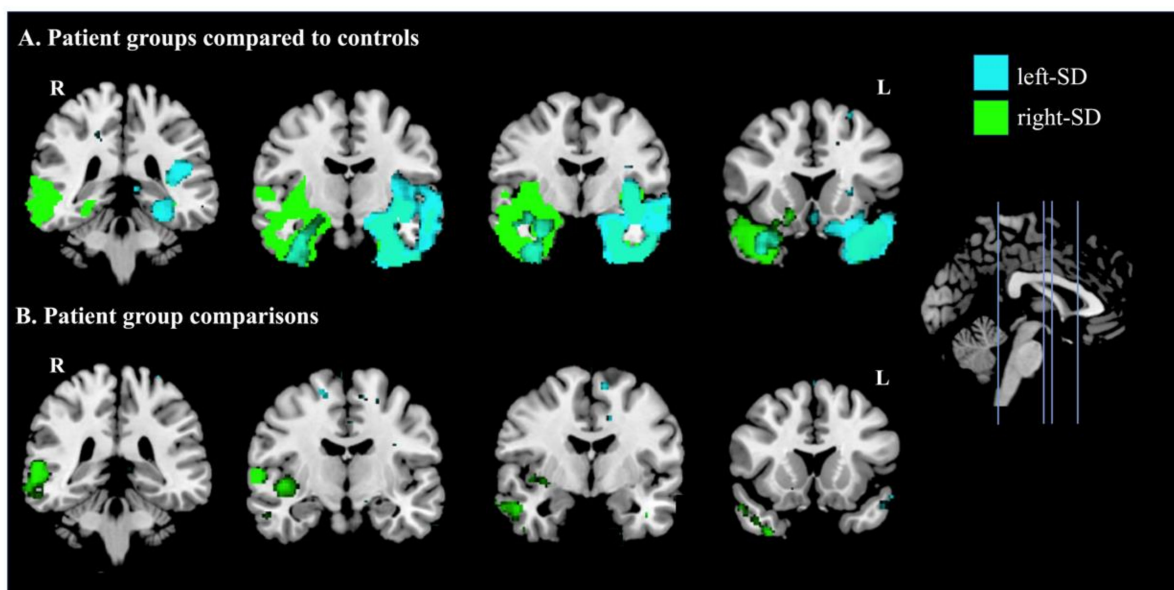 A. Patient groups compared to controls
R
L
left-SD
right-SD
B. Patient group comparisons
R
L